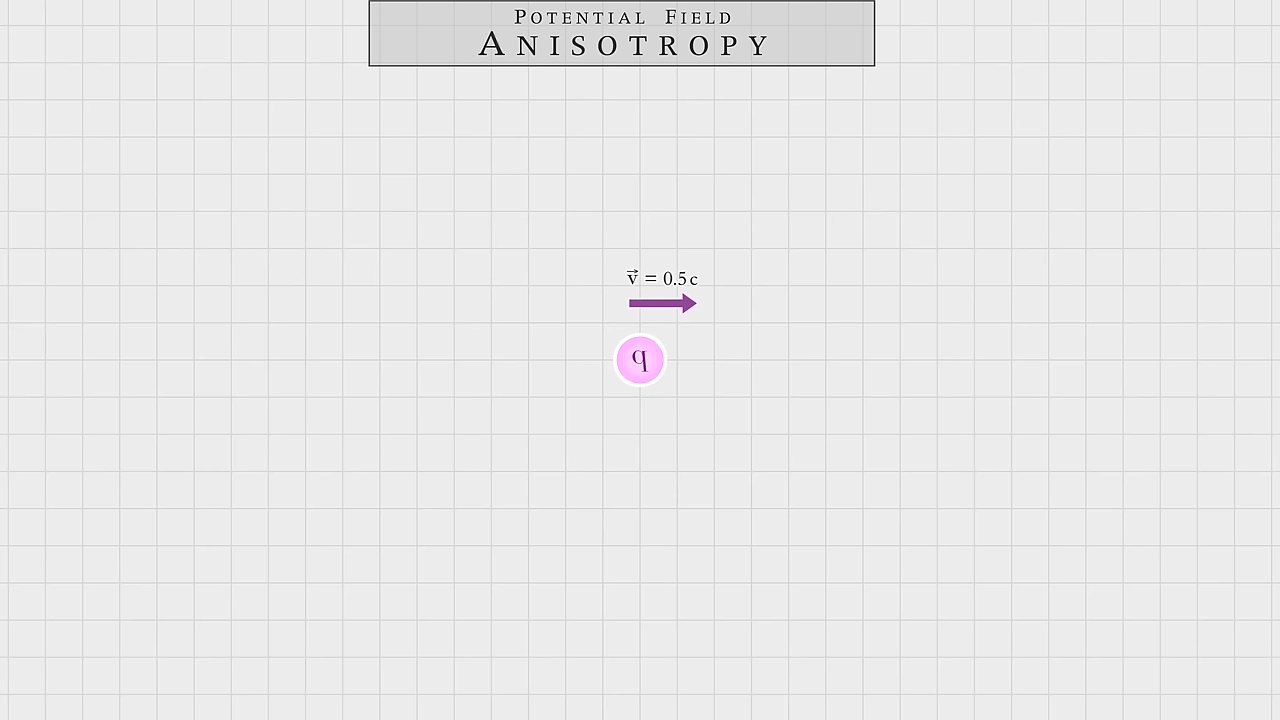 Potential Field
Anisotropy
v⃗ = 0.5 c
q